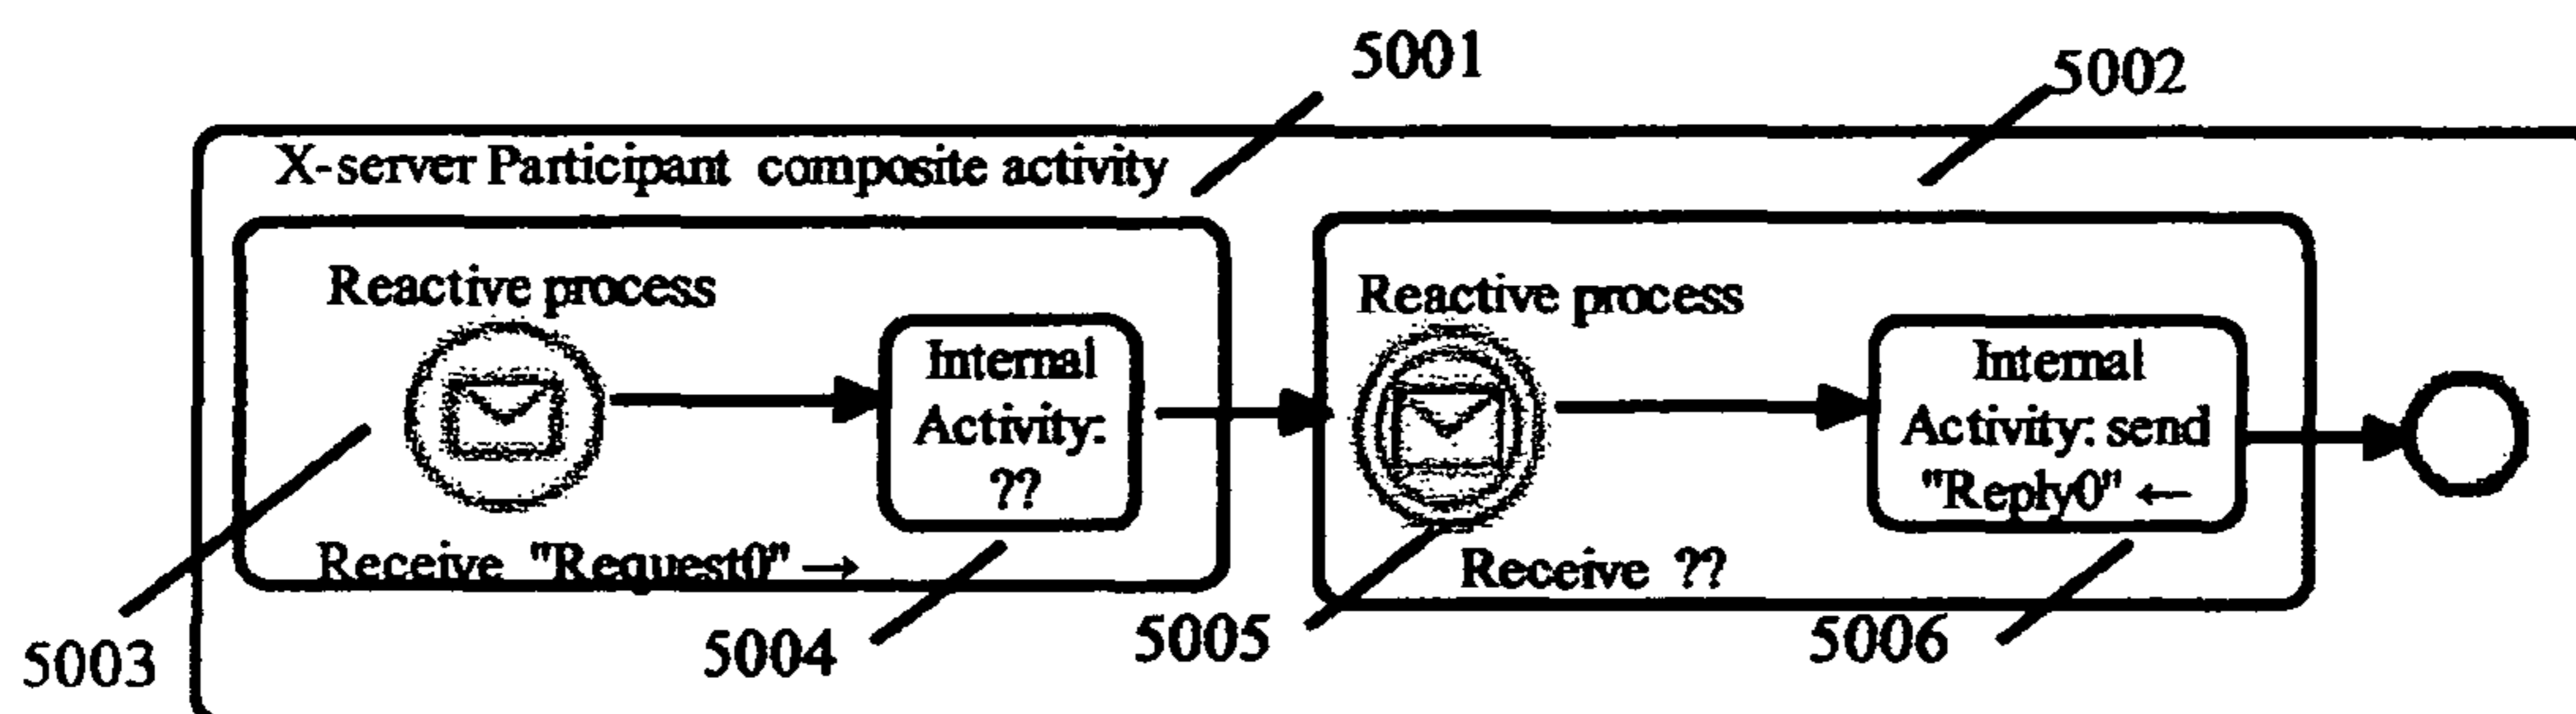 5001
5002
X-server Participant composite activity
Reactive process
Internal
Activity:
??
Receive "Request0" →
Reactive process
Internal
Activity: send
"Reply0" ←
Receive ??
5003
5004
5005
5006